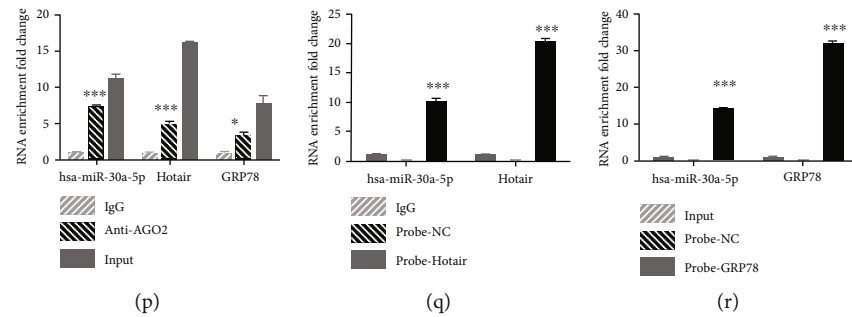 RNA enrichment fold change
20
15
10
5
0
***
***
*
hsa-miR-30a-5p Hotair GRP78
IgG
Anti-AGO2
Input
(p)
RNA enrichment fold change
25
20
15
10
5
0
***
***
hsa-miR-30a-5p Hotair
IgG
Probe-NC
Probe-Hotair
(q)
RNA enrichment fold change
40
30
20
10
0
***
***
hsa-miR-30a-5p GRP78
Input
Probe-NC
Probe-GRP78
(r)